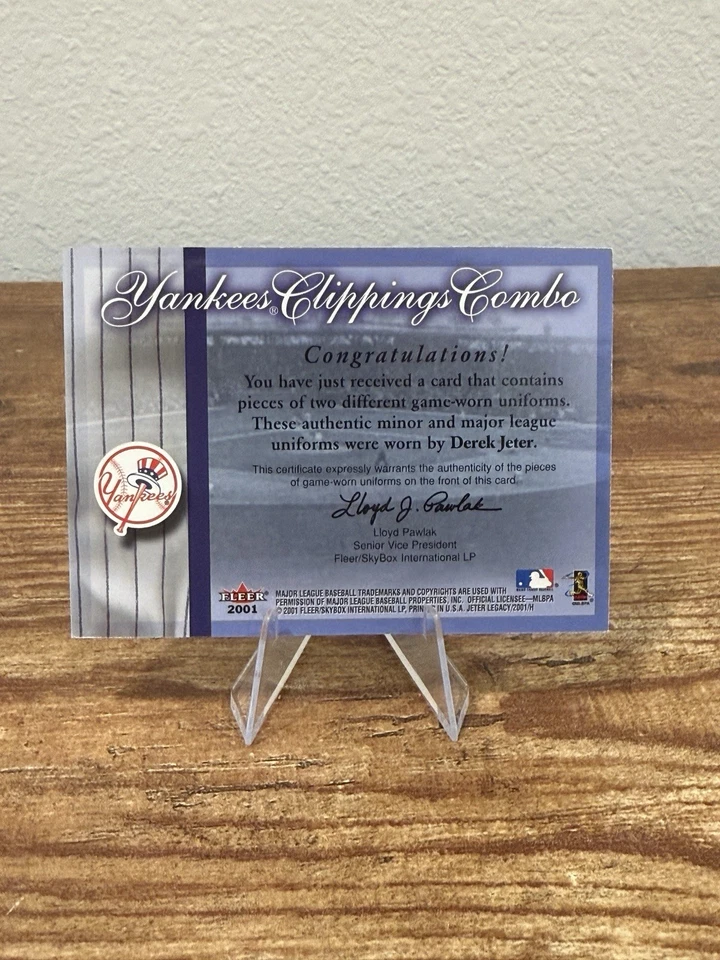 Yankees® Clippings Combo
Congratulations!
You have just received a card that contains
pieces of two different game-worn uniforms.
These authentic minor and major league
uniforms were worn by Derek Jeter.
This certificate expressly warrants the authenticity of the pieces
of game-worn uniforms on the front of this card.
Lloyd J. Pawlak
Lloyd Pawlak
Senior Vice President
Fleer/SkyBox International LP
Yankees
FLEER®
2001
MAJOR LEAGUE BASEBALL TRADEMARKS AND COPYRIGHTS ARE USED WITH
PERMISSION OF MAJOR LEAGUE BASEBALL PROPERTIES, INC. OFFICIAL LICENSEE—MLBPA
© 2001 FLEER/SKYBOX INTERNATIONAL LP, IN U.S.A. JETER LEGACY/2001/H